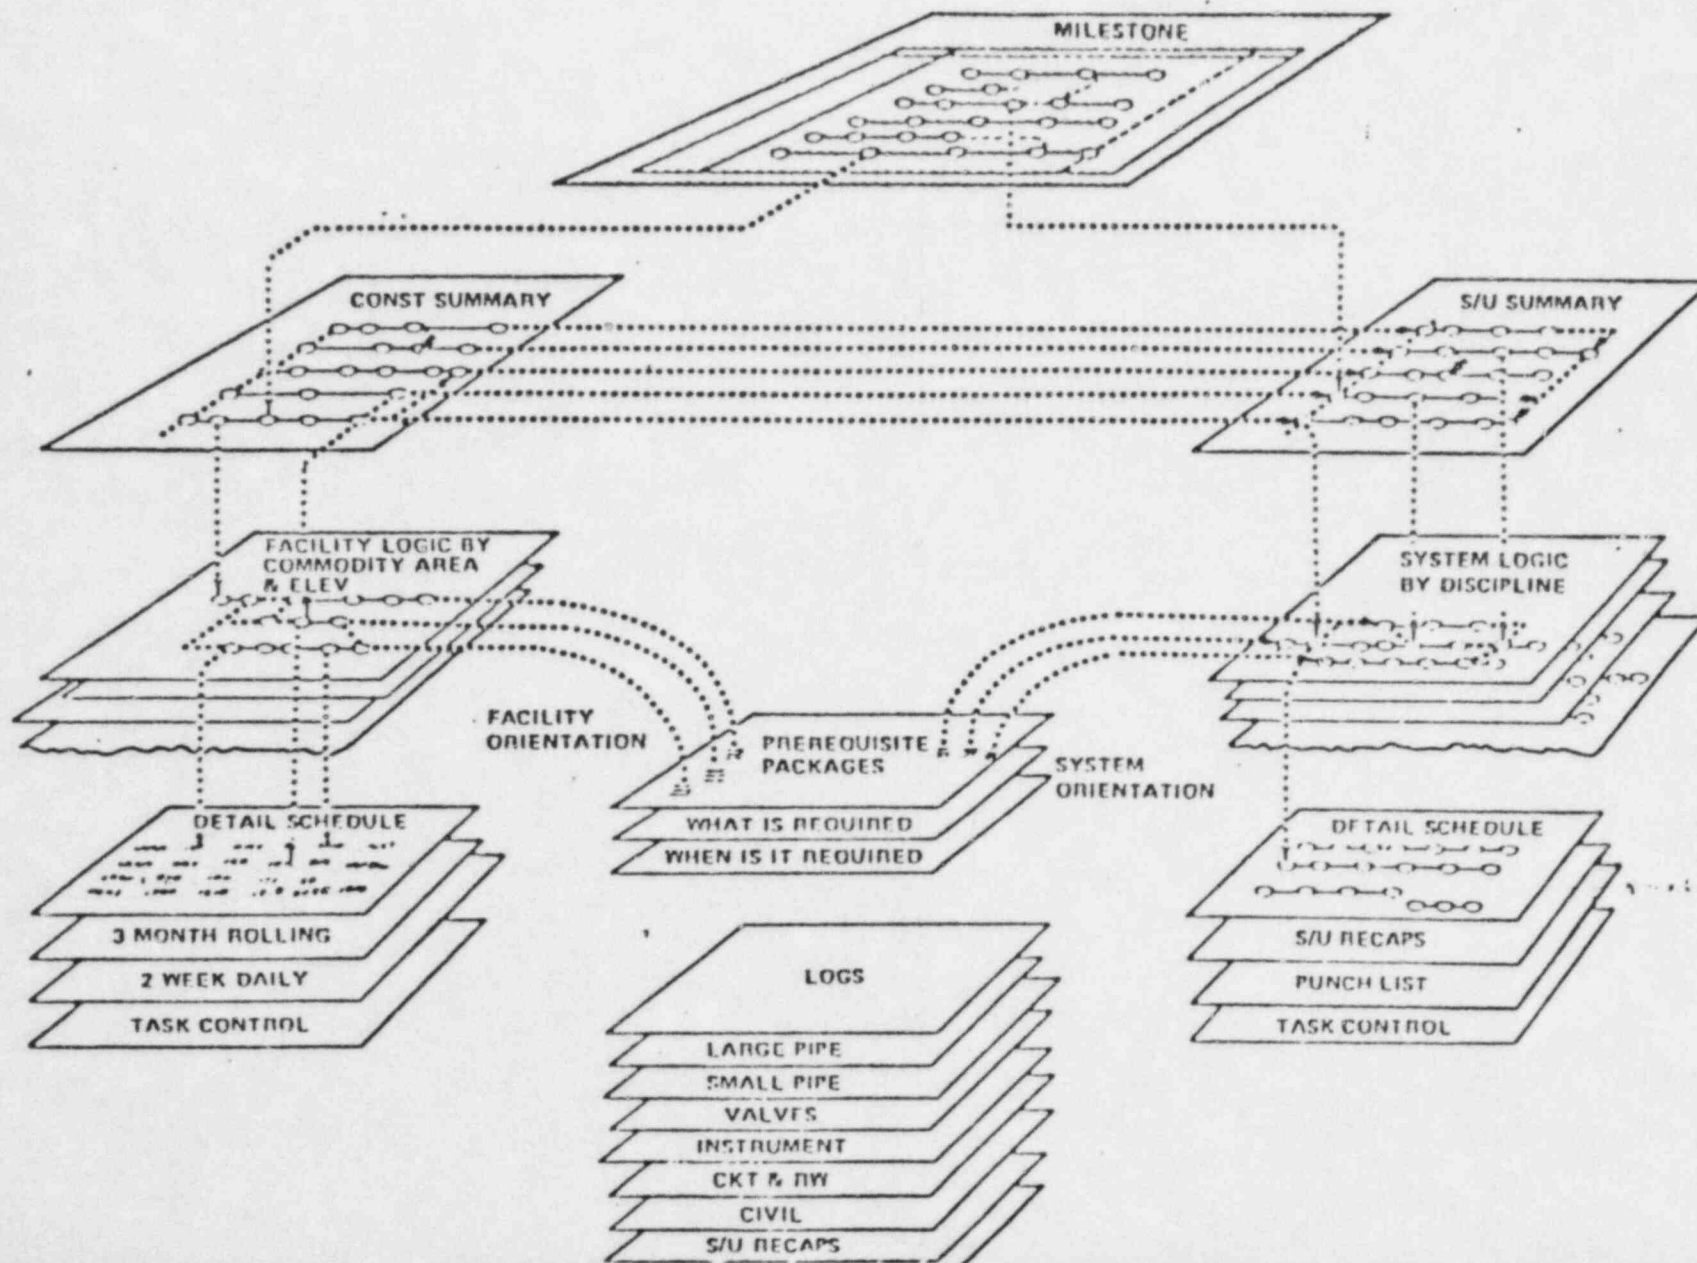 MILESTONE
CONST SUMMARY
S/U SUMMARY
FACILITY LOGIC BY
COMMODITY AREA
& ELEV
SYSTEM LOGIC
BY DISCIPLINE
FACILITY
ORIENTATION
PREREQUISITE
PACKAGES
SYSTEM
ORIENTATION
WHAT IS REQUIRED
WHEN IS IT REQUIRED
DETAIL SCHEDULE
3 MONTH ROLLING
2 WEEK DAILY
TASK CONTROL
DETAIL SCHEDULE
S/U RECAPS
PUNCH LIST
TASK CONTROL
LOGS
LARGE PIPE
SMALL PIPE
VALVES
INSTRUMENT
CKT & RW
CIVIL
S/U RECAPS